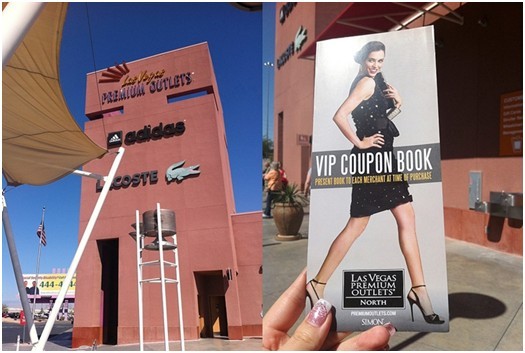 Las Vegas
PREMIUM OUTLETS
adidas
LACOSTE
LACOSTE
VIP COUPON BOOK
PRESENT BOOK TO EACH MERCHANT AT TIME OF PURCHASE
LAS VEGAS
PREMIUM
OUTLETS
NORTH
PREMIUMOUTLETS.COM
SIMON